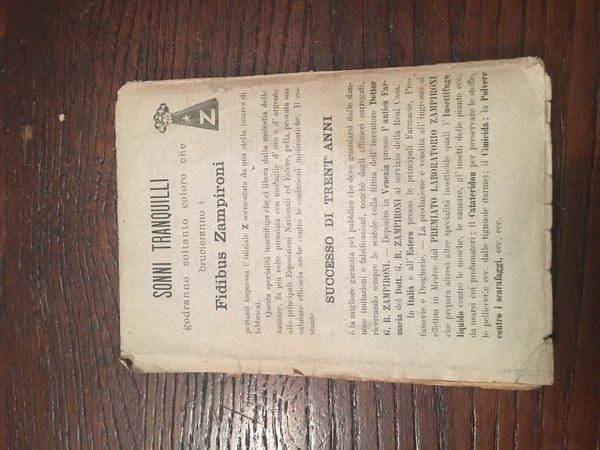 Z
SONNI TRANQUILLI
godranno soltanto coloro che
brucieranno i
Fidibus Zampironi
portanti impressa l'iniziale Z sormontata da una stella (marca di
fabbrica).
Questa specialità insettifuga che ci libera dalla molestia delle
zanzare, fu più volte premiata con medaglie d'oro e d'argento
alle principali Esposizioni Nazionali ed Estere, pella provata sua
salutare efficacia anche contro le esalazioni miasmatiche. Il co-
stante
SUCCESSO DI TRENT'ANNI
è la migliore garanzia pel pubblico che deve guardarsi dalle dan-
nose imitazioni e falsificazioni, nonchè dagli effimeri surrogati,
ricercando sempre le scatole colla firma dell'inventore Dottor
G. B. ZAMPIRONI. — Deposito in Venezia presso l'antica Far-
macia del Dott. G. B. ZAMPIRONI al servizio della Real Casa.
In Italia e all'Estero presso le principali Farmacie, Pro-
fumerie e Drogherie. — La produzione e vendita all'ingrosso si
effettua in Mestre dal PREMIATO LABORATORIO ZAMPIRONI
che prepara altresì altre specialità insetticide quali l'Insettifugo
liquido contro le mosche, le zanzare, gl'insetti delle piante ecc.
da usarsi coi profumatori; il Catateridon per preservare le stoffe,
le pelliccerie ecc. dalle tignuole (tarme); il Cimicida; la Polvere
contro i scarafaggi, ecc. ecc.